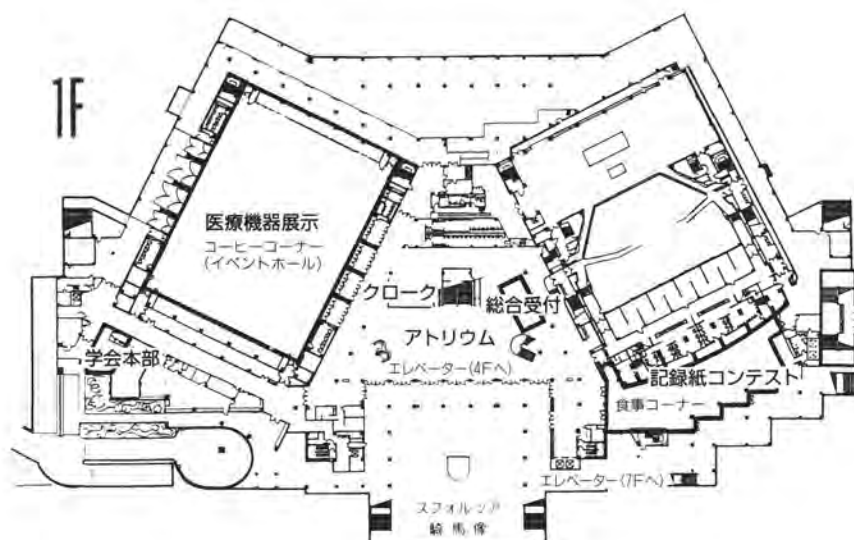 1F
医療機器展示
コーヒーコーナー
(イベントホール)
クローク
総合受付
アトリウム
エレベーター(4Fへ)
学会本部
記録紙コンテスト
食事コーナー
エレベーター(7Fへ)
スフォルツア
騎馬像